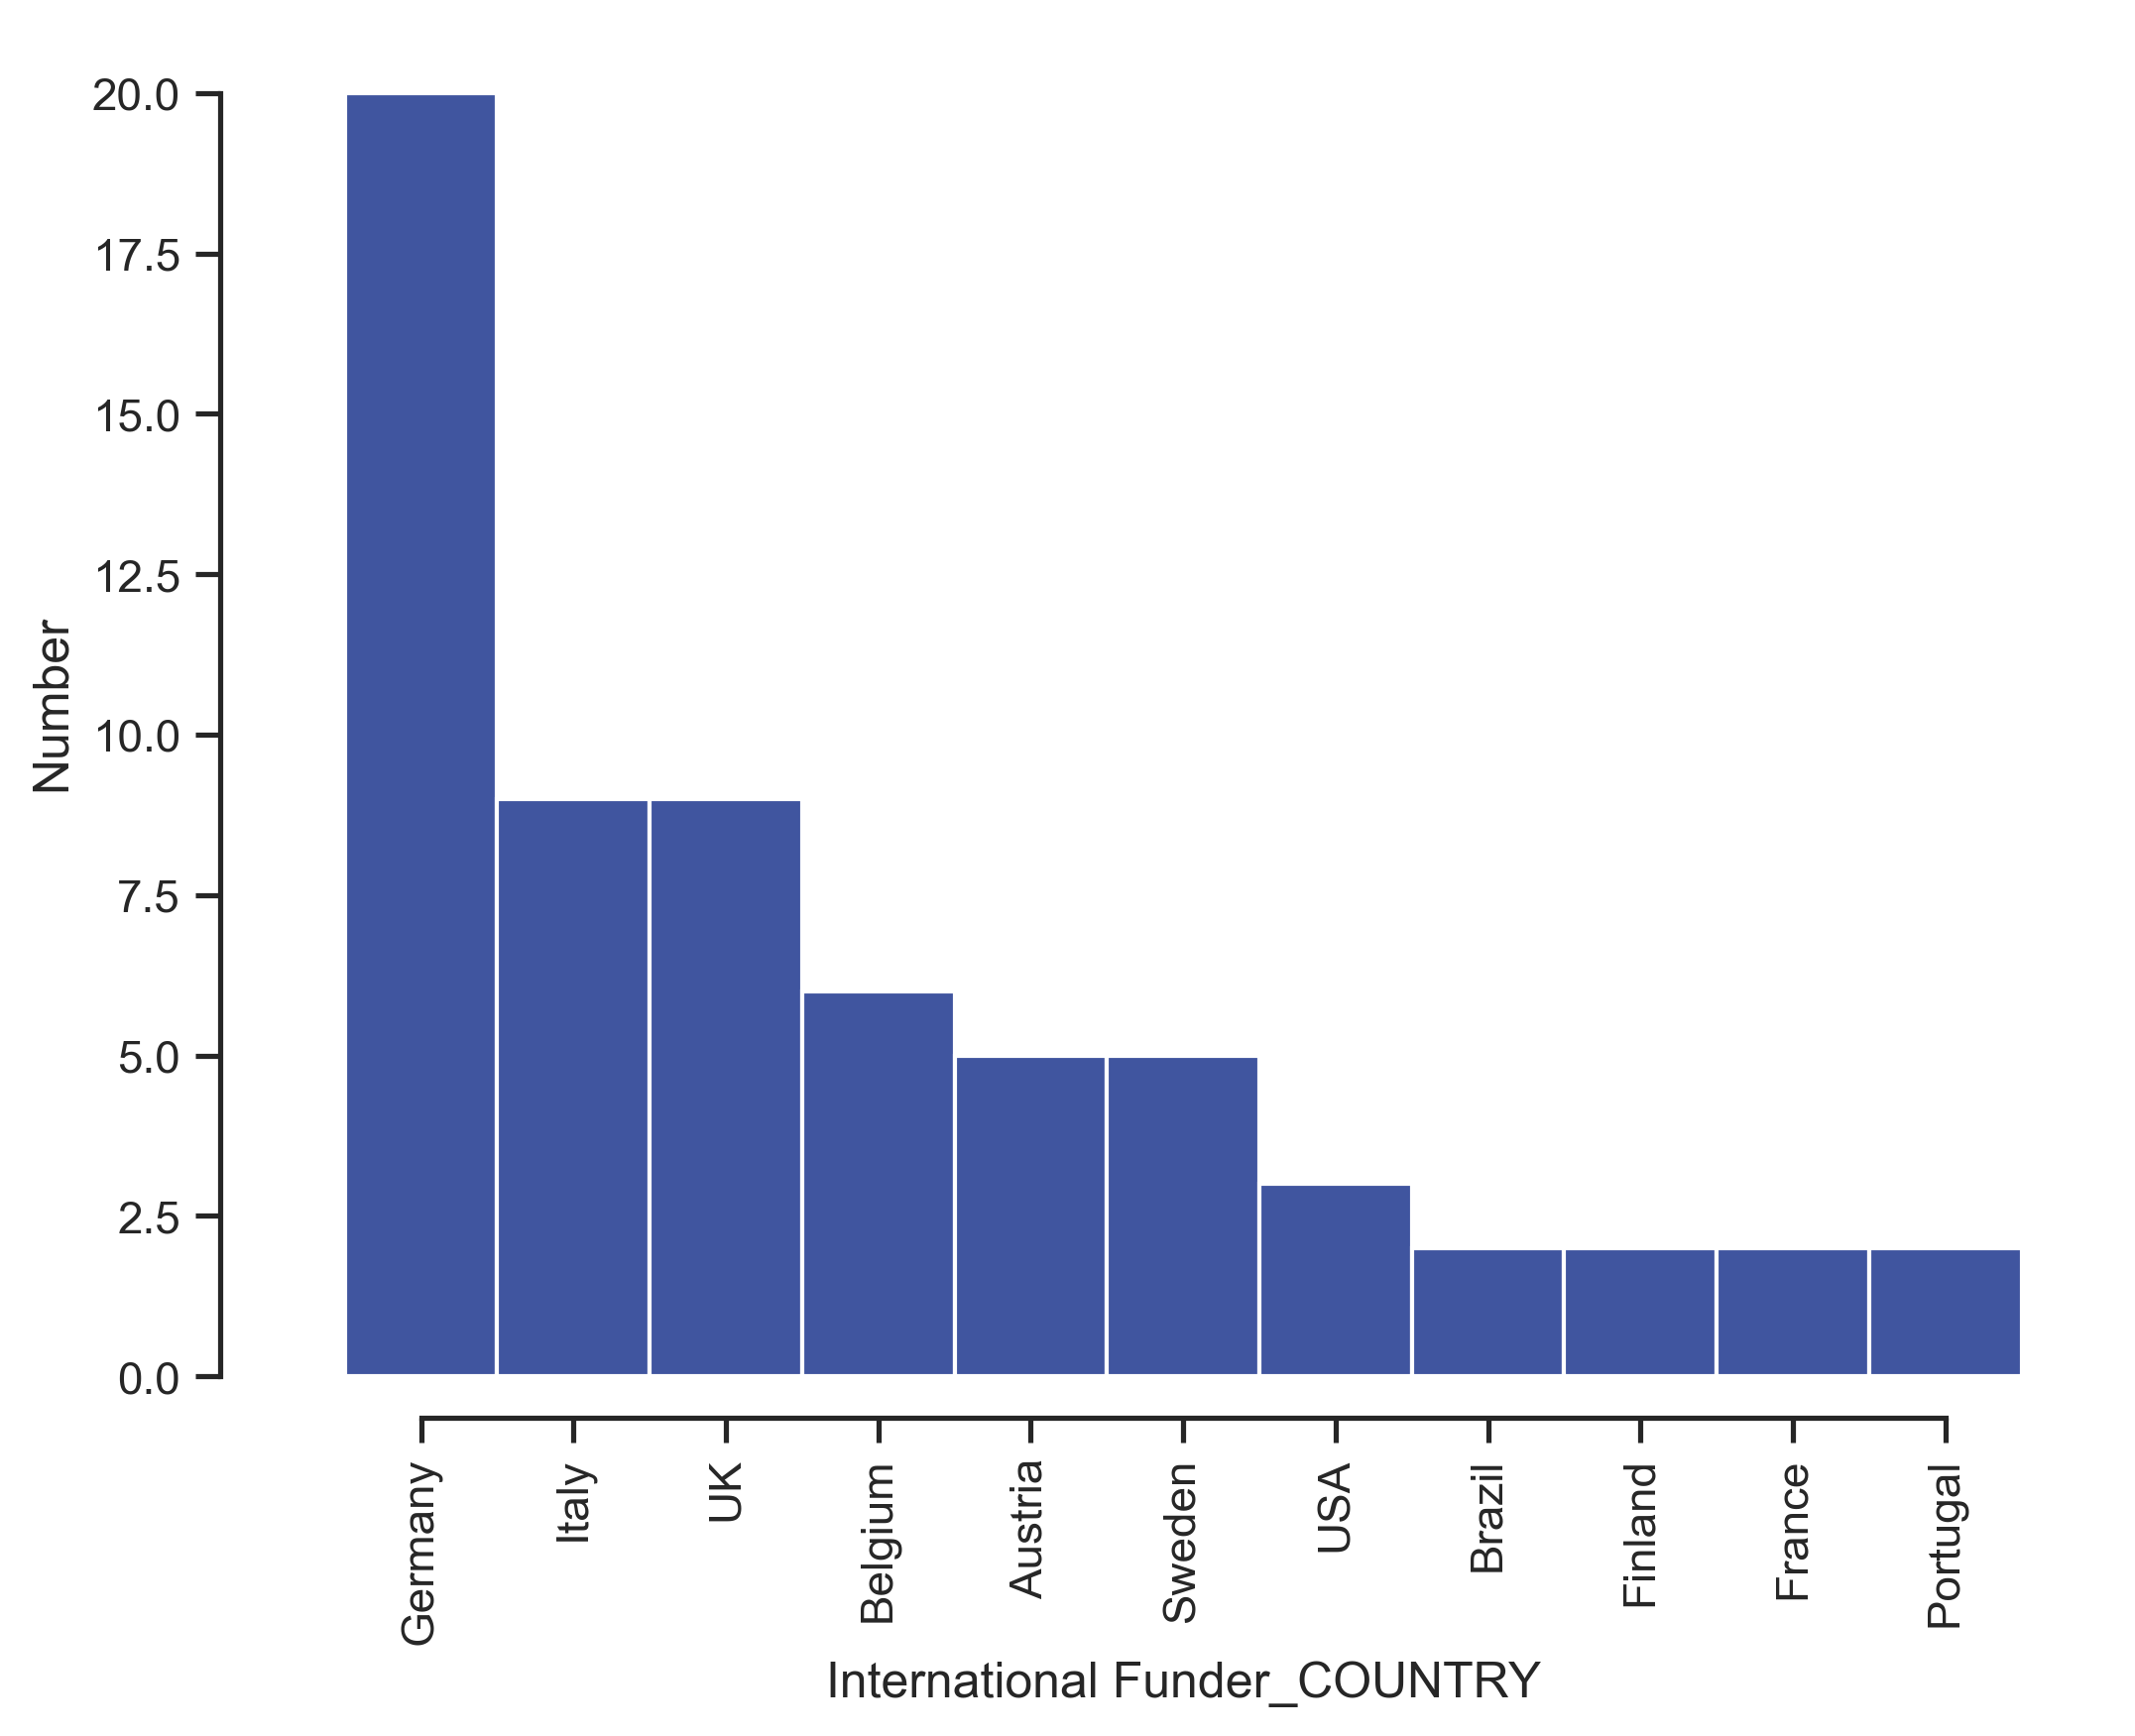 20.0
17.5
15.0
12.5
10.0
7.5
5.0
2.5
0.0
Number
Germany
Italy
UK
Belgium
Austria
Sweden
USA
Brazil
Finland
France
Portugal
International Funder_COUNTRY